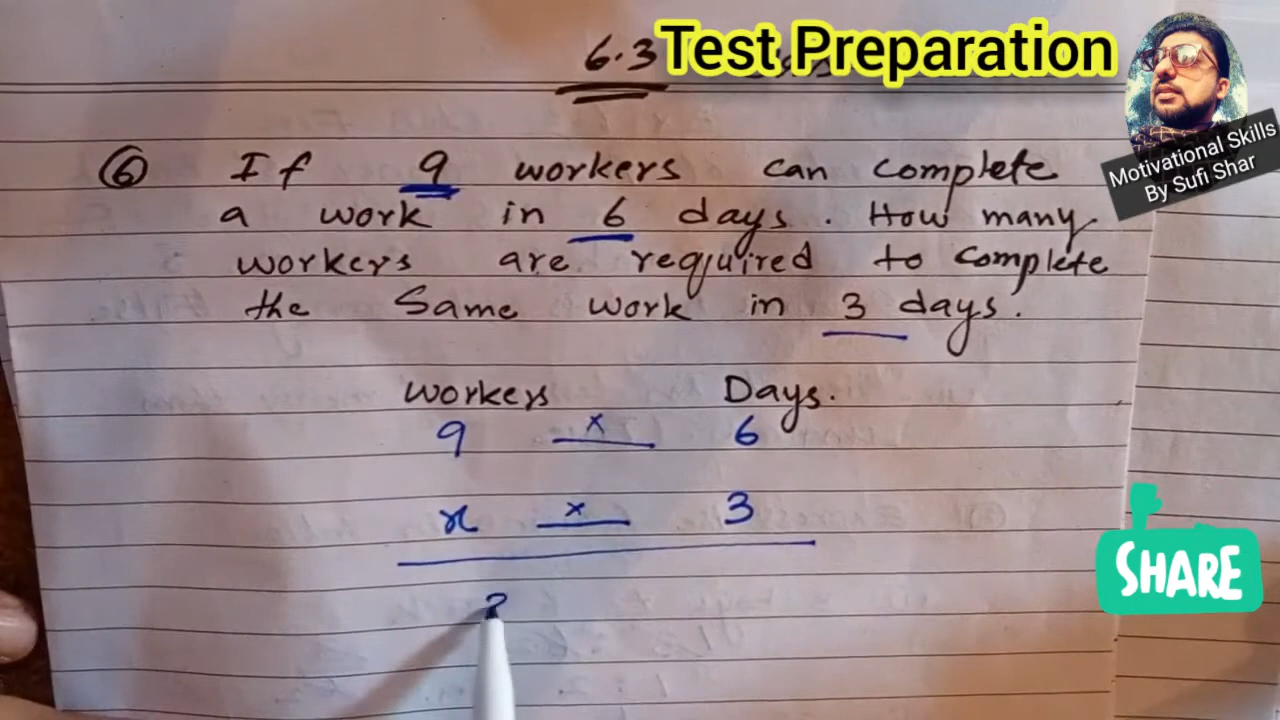 6.3
Test Preparation
Motivational Skills
By Sufi Shar
6 If 9 workers can complete
a work in 6 days. How many
workers are required to complete
the Same work in 3 days.
Workers Days.
9 x 6
x x 3
SHARE